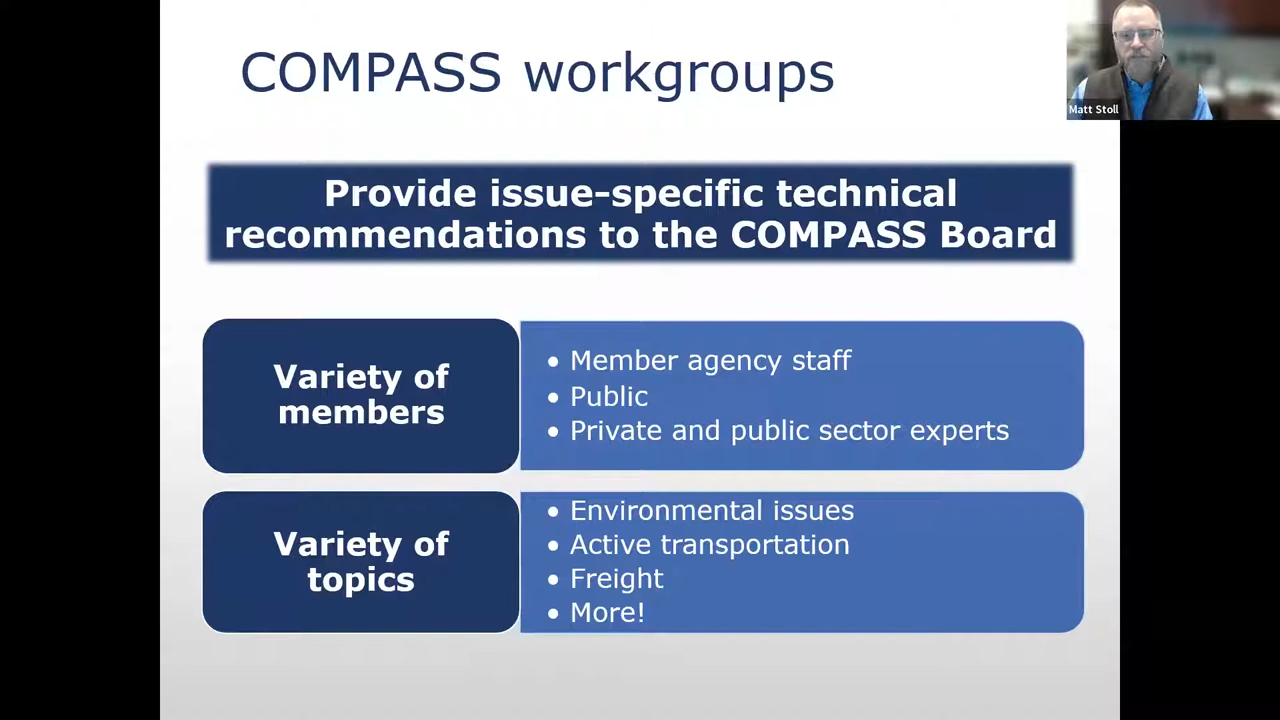 COMPASS workgroups
Matt Stoll
Provide issue-specific technical
recommendations to the COMPASS Board
Variety of
members
• Member agency staff
• Public
• Private and public sector experts
Variety of
topics
• Environmental issues
• Active transportation
• Freight
• More!